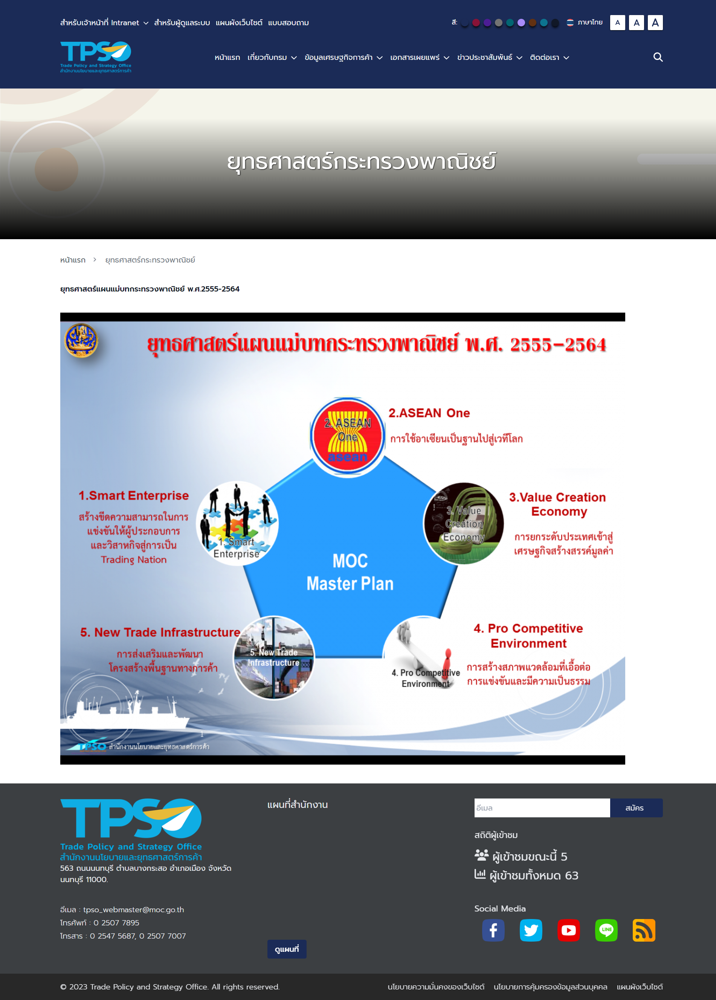 สำหรับเจ้าหน้าที่ Intranet สำหรับผู้ดูแลระบบ แผนผังเว็บไซต์ แบบสอบถาม
สี: ภาษาไทย A A A
TPSO
Trade Policy and Strategy Office
สำนักงานนโยบายและยุทธศาสตร์การค้า
หน้าแรก เกี่ยวกับกรม ข้อมูลเศรษฐกิจการค้า เอกสารเผยแพร่ ข่าวประชาสัมพันธ์ ติดต่อเรา
ยุทธศาสตร์กระทรวงพาณิชย์
หน้าแรก > ยุทธศาสตร์กระทรวงพาณิชย์
ยุทธศาสตร์แผนแม่บทกระทรวงพาณิชย์ พ.ศ.2555-2564
ยุทธศาสตร์แผนแม่บทกระทรวงพาณิชย์ พ.ศ. 2555-2564
2. ASEAN
One
asean
2.ASEAN One
การใช้อาเซียนเป็นฐานไปสู่เวทีโลก
1.Smart Enterprise
สร้างขีดความสามารถในการ
แข่งขันให้ผู้ประกอบการ
และวิสาหกิจสู่การเป็น
Trading Nation
1. Smart
Enterprise
3. Value
Creation
Economy
3.Value Creation
Economy
การยกระดับประเทศเข้าสู่
เศรษฐกิจสร้างสรรค์มูลค่า
MOC
Master Plan
5. New Trade Infrastructure
การส่งเสริมและพัฒนา
โครงสร้างพื้นฐานทางการค้า
5. New Trade
Infrastructure
4. Pro Competitive
Environment
4. Pro Competitive
Environment
การสร้างสภาพแวดล้อมที่เอื้อต่อ
การแข่งขันและมีความเป็นธรรม
1
TPSO สำนักงานนโยบายและยุทธศาสตร์การค้า
TPSO
Trade Policy and Strategy Office
สำนักงานนโยบายและยุทธศาสตร์การค้า
563 ถนนนนทบุรี ตำบลบางกระสอ อำเภอเมือง จังหวัด
นนทบุรี 11000.
อีเมล : tpso_webmaster@moc.go.th
โทรศัพท์ : 0 2507 7895
โทรสาร : 0 2547 5687, 0 2507 7007
แผนที่สำนักงาน
ดูแผนที่
อีเมล สมัคร
สถิติผู้เข้าชม
ผู้เข้าชมขณะนี้ 5
ผู้เข้าชมทั้งหมด 63
Social Media
LINE
© 2023 Trade Policy and Strategy Office. All rights reserved.
นโยบายความมั่นคงของเว็บไซต์ นโยบายการคุ้มครองข้อมูลส่วนบุคคล แผนผังเว็บไซต์